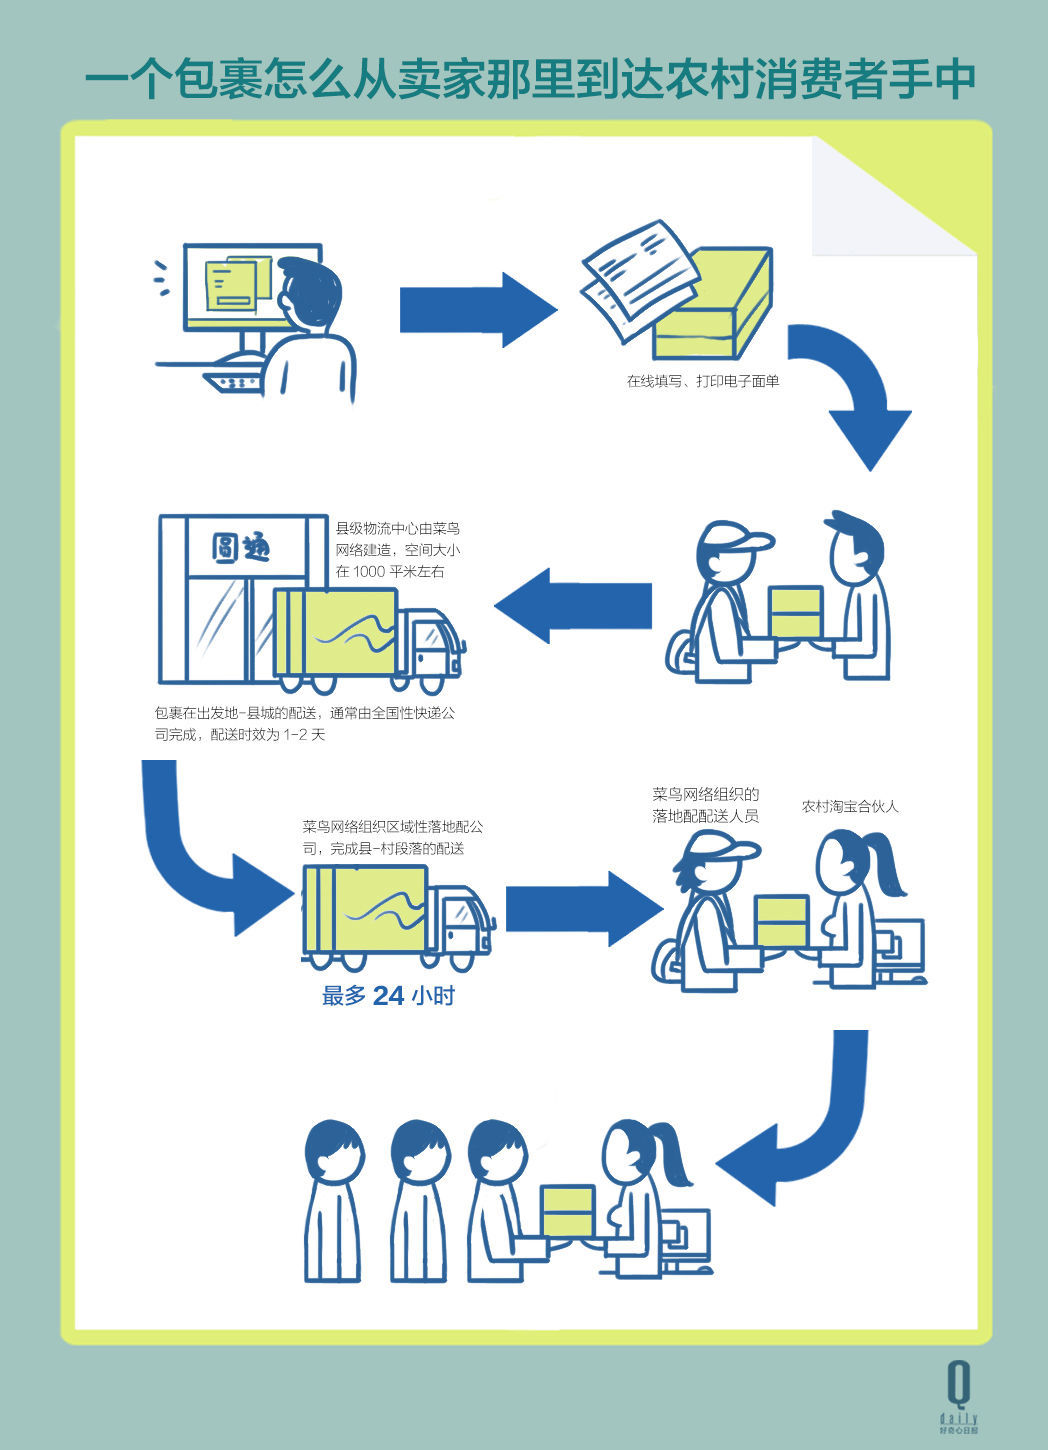 一个包裹怎么从卖家那里到达农村消费者手中
在线填写、打印电子面单
圆通
县级物流中心由菜鸟
网络建造，空间大小
在 1000 平米左右
包裹在出发地-县城的配送，通常由全国性快递公
司完成，配送时效为 1-2 天
菜鸟网络组织区域性落地配公
司，完成县-村段落的配送
最多 24 小时
菜鸟网络组织的
落地配配送人员
农村淘宝合伙人
Q
daily
好奇心日报